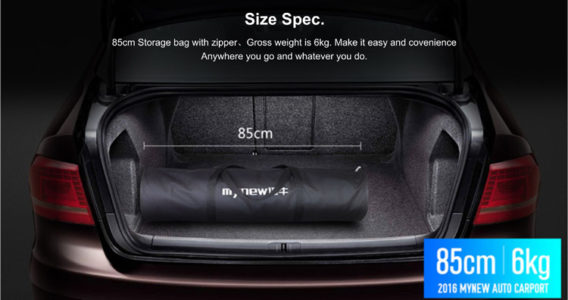 Size Spec.
85cm Storage bag with zipper、Gross weight is 6kg. Make it easy and covenience
Anywhere you go and whatever you do.
85cm
m, new
85cm 6kg
2016 MYNEW AUTO CARPORT